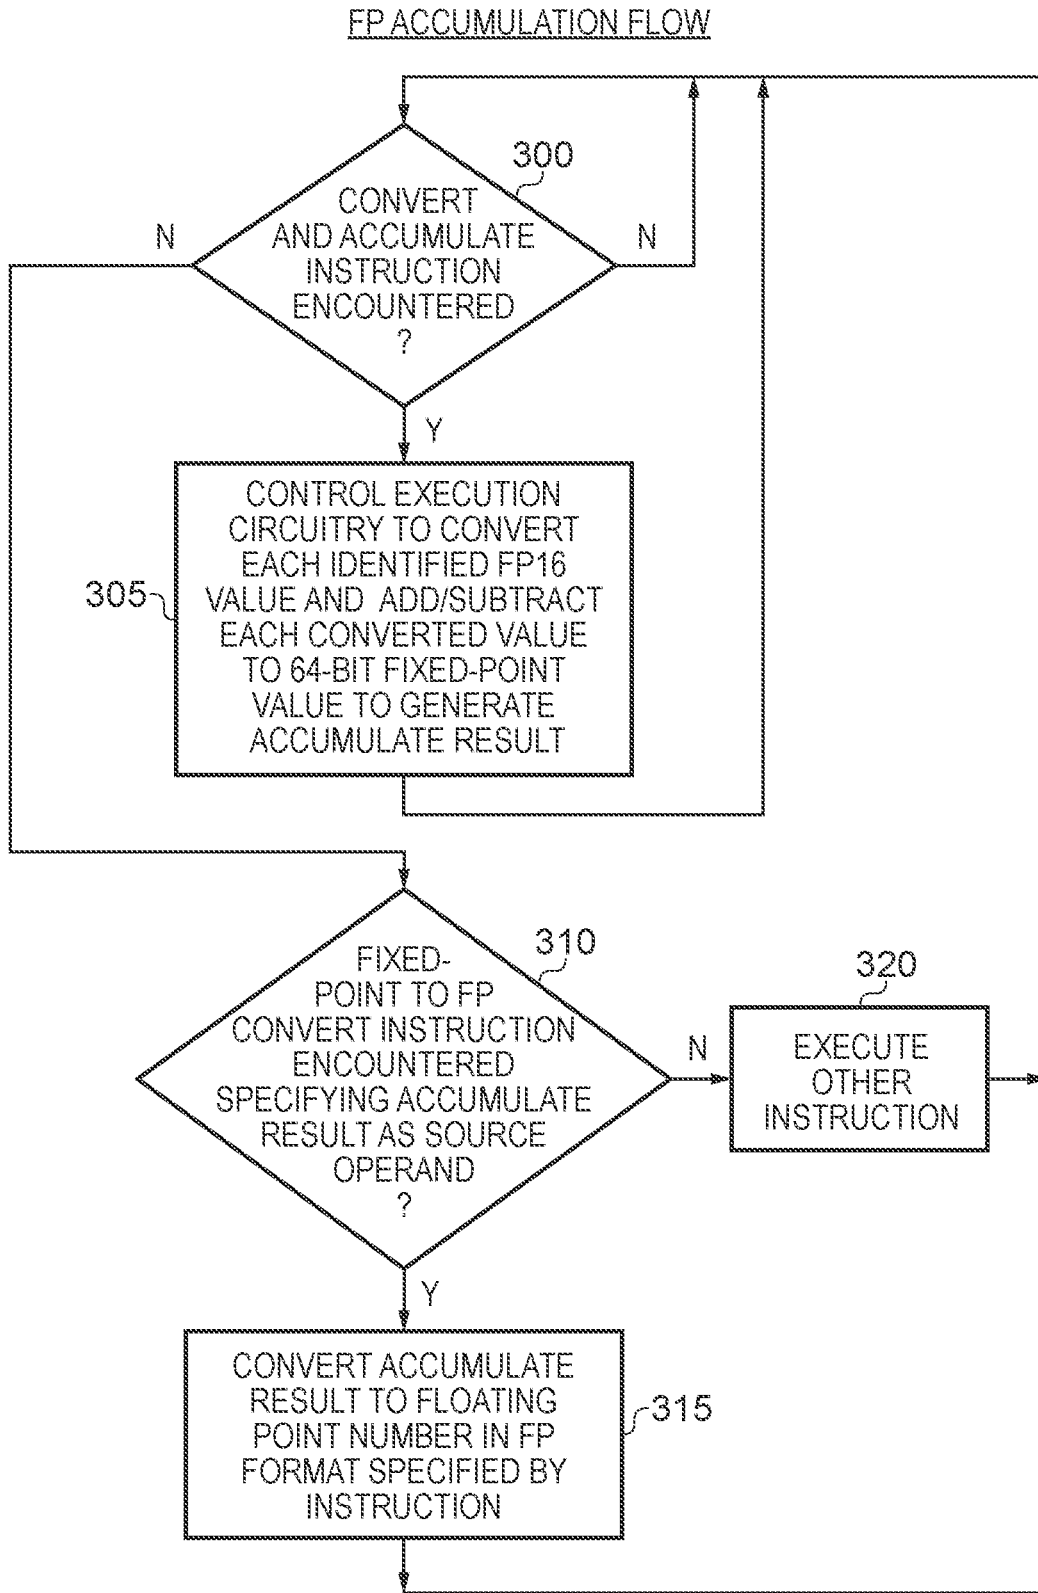 FP ACCUMULATION FLOW
300
CONVERT
AND ACCUMULATE
INSTRUCTION
ENCOUNTERED
?
N
N
Y
305
CONTROL EXECUTION
CIRCUITRY TO CONVERT
EACH IDENTIFIED FP16
VALUE AND ADD/SUBTRACT
EACH CONVERTED VALUE
TO 64-BIT FIXED-POINT
VALUE TO GENERATE
ACCUMULATE RESULT
310
FIXED-
POINT TO FP
CONVERT INSTRUCTION
ENCOUNTERED
SPECIFYING ACCUMULATE
RESULT AS SOURCE
OPERAND
?
N
320
EXECUTE
OTHER
INSTRUCTION
Y
CONVERT ACCUMULATE
RESULT TO FLOATING
POINT NUMBER IN FP
FORMAT SPECIFIED BY
INSTRUCTION
315